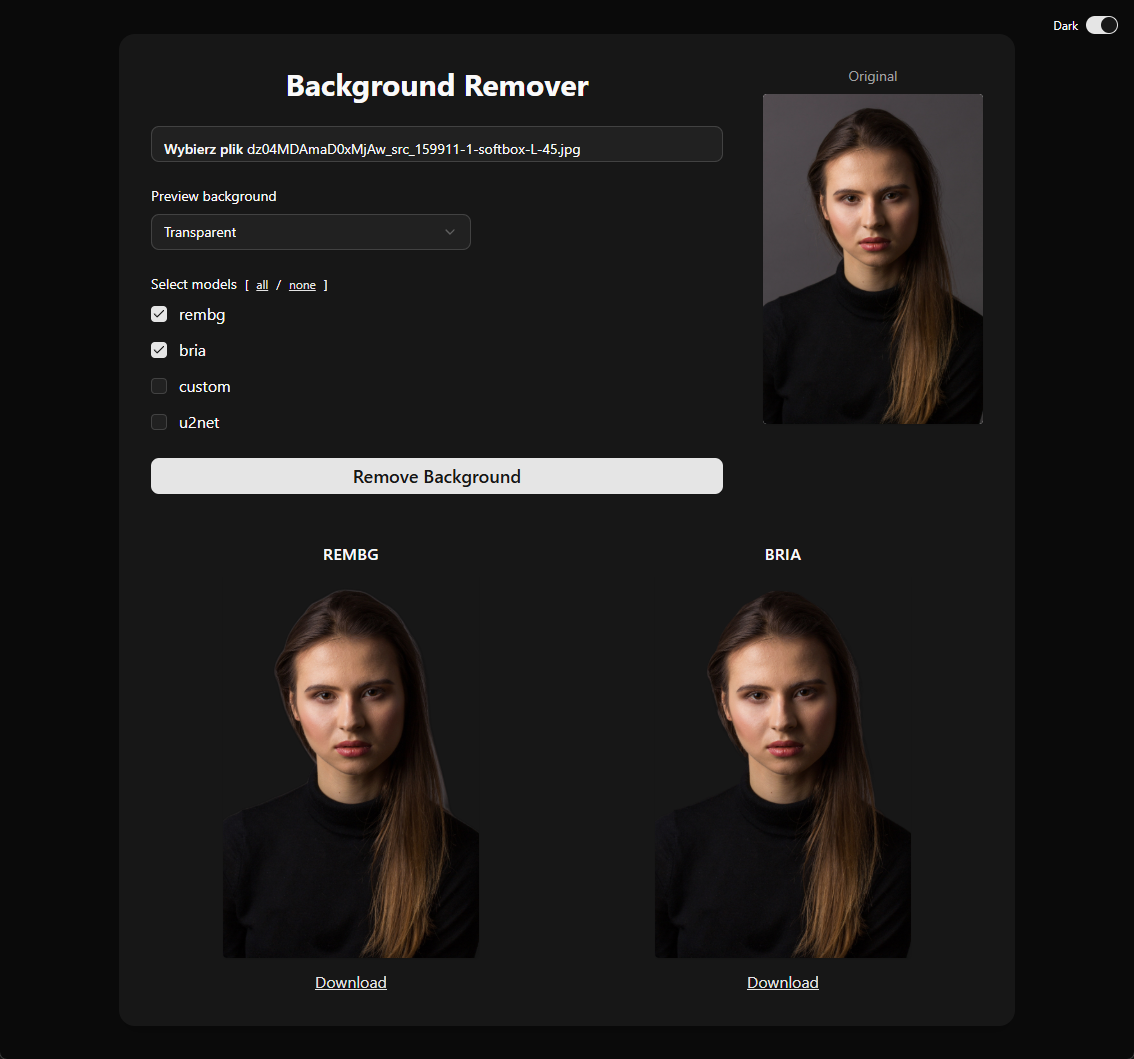 Dark
Background Remover
Original
Wybierz plik dz04MDAmaD0xMjAw_src_159911-1-softbox-L-45.jpg
Preview background
Transparent
Select models [ all / none ]
rembg
bria
custom
u2net
Remove Background
REMBG
BRIA
Download
Download